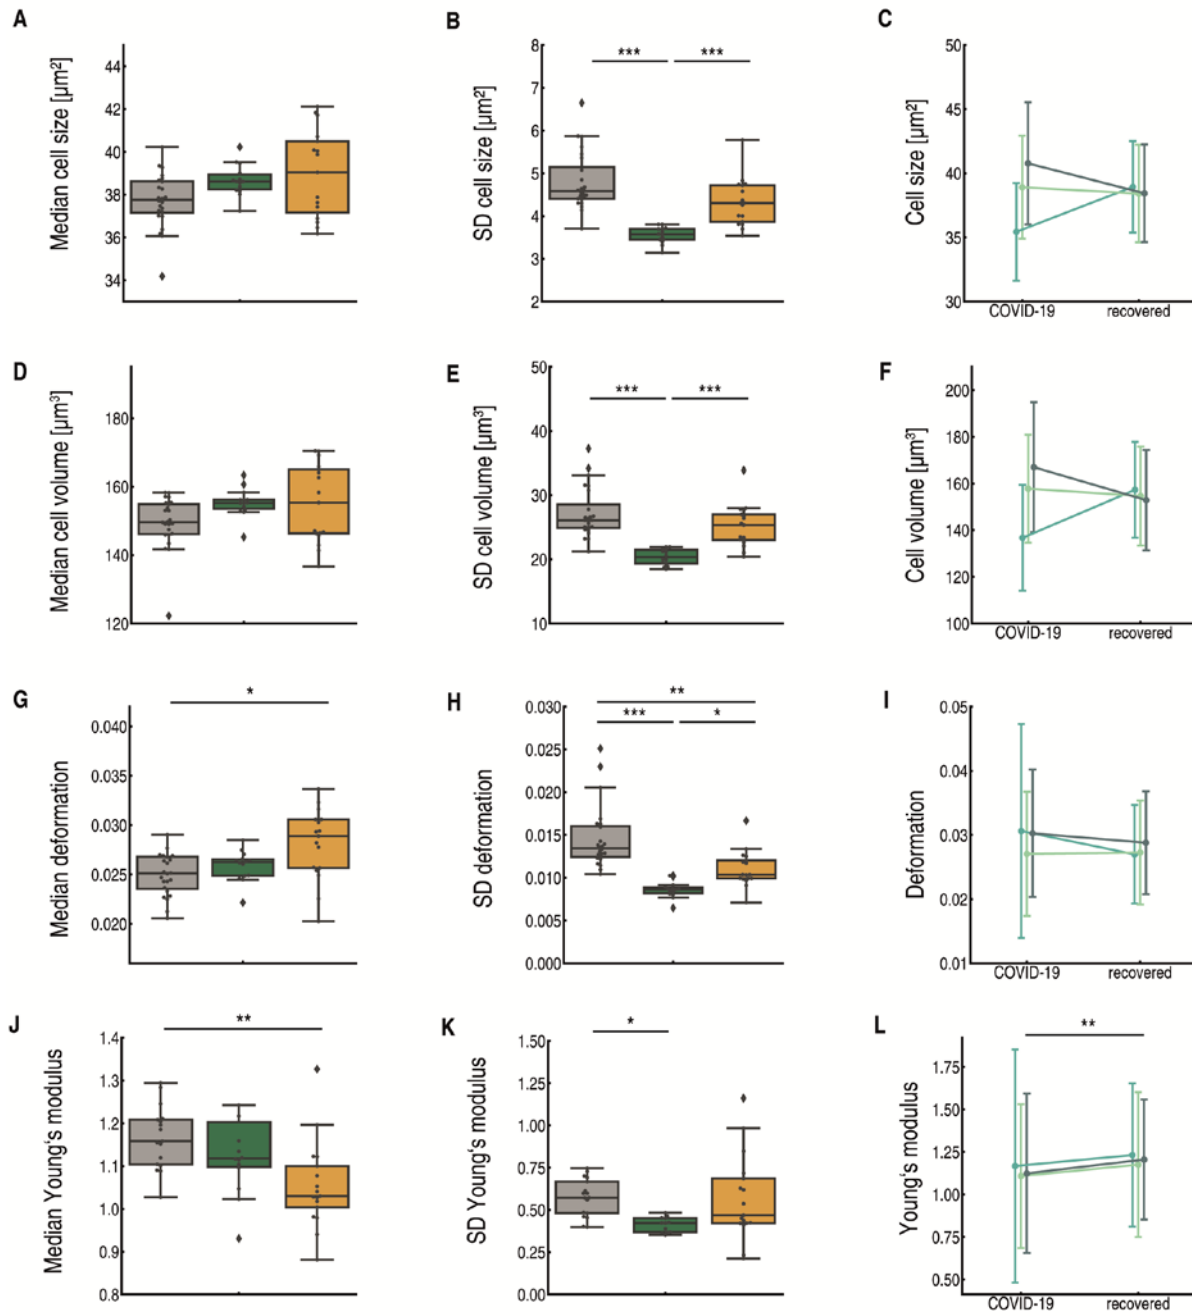 A
Median cell size [µm²]
44
42
40
38
36
34
B
SD cell size [µm²]
8
7
6
5
4
3
2
***
***
C
Cell size [µm²]
50
45
40
35
30
COVID-19
recovered
D
Median cell volume [µm³]
180
160
140
120
E
SD cell volume [µm³]
50
40
30
20
10
***
***
F
Cell volume [µm³]
200
180
160
140
120
100
COVID-19
recovered
G
Median deformation
0.040
0.035
0.030
0.025
0.020
*
H
SD deformation
0.030
0.025
0.020
0.015
0.010
0.005
0.000
**
***
*
I
Deformation
0.05
0.04
0.03
0.02
0.01
COVID-19
recovered
J
Median Young's modulus
1.4
1.3
1.2
1.1
1.0
0.9
0.8
**
K
SD Young's modulus
1.50
1.25
1.00
0.75
0.50
0.25
0.00
*
L
Young's modulus
1.75
1.50
1.25
1.00
0.75
0.50
**
COVID-19
recovered